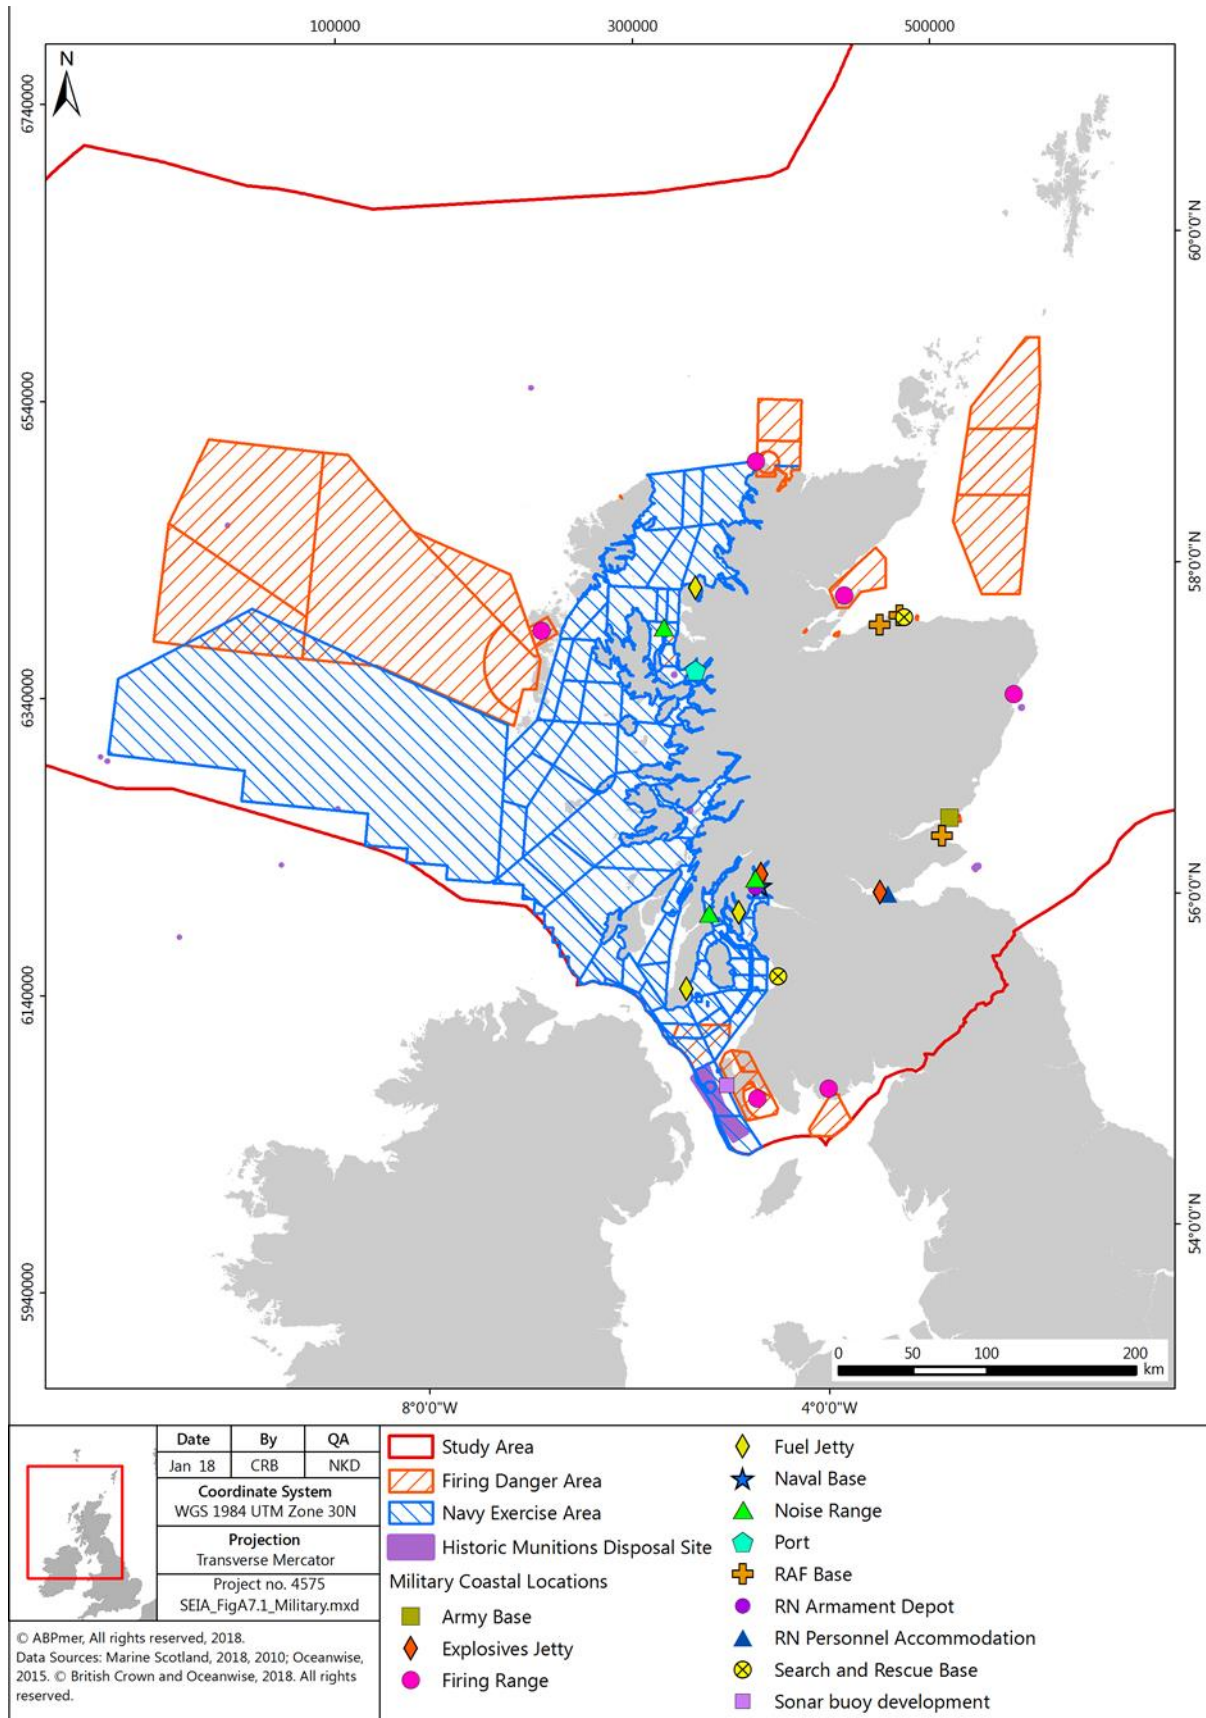 100000
300000
500000
N
6740000
6540000
6340000
6140000
5940000
60°0'0"N
58°0'0"N
56°0'0"N
54°0'0"N
0
50
100
200
km
8°0'0"W
4°0'0"W
Date
By
QA
Jan 18
CRB
NKD
Coordinate System
WGS 1984 UTM Zone 30N
Projection
Transverse Mercator
Project no. 4575
SEIA_FigA7.1_Military.mxd
© ABPmer, All rights reserved, 2018.
Data Sources: Marine Scotland, 2018, 2010; Oceanwise,
2015. © British Crown and Oceanwise, 2018. All rights
reserved.
Study Area
Firing Danger Area
Navy Exercise Area
Historic Munitions Disposal Site
Military Coastal Locations
Army Base
Explosives Jetty
Firing Range
Fuel Jetty
Naval Base
Noise Range
Port
RAF Base
RN Armament Depot
RN Personnel Accommodation
Search and Rescue Base
Sonar buoy development